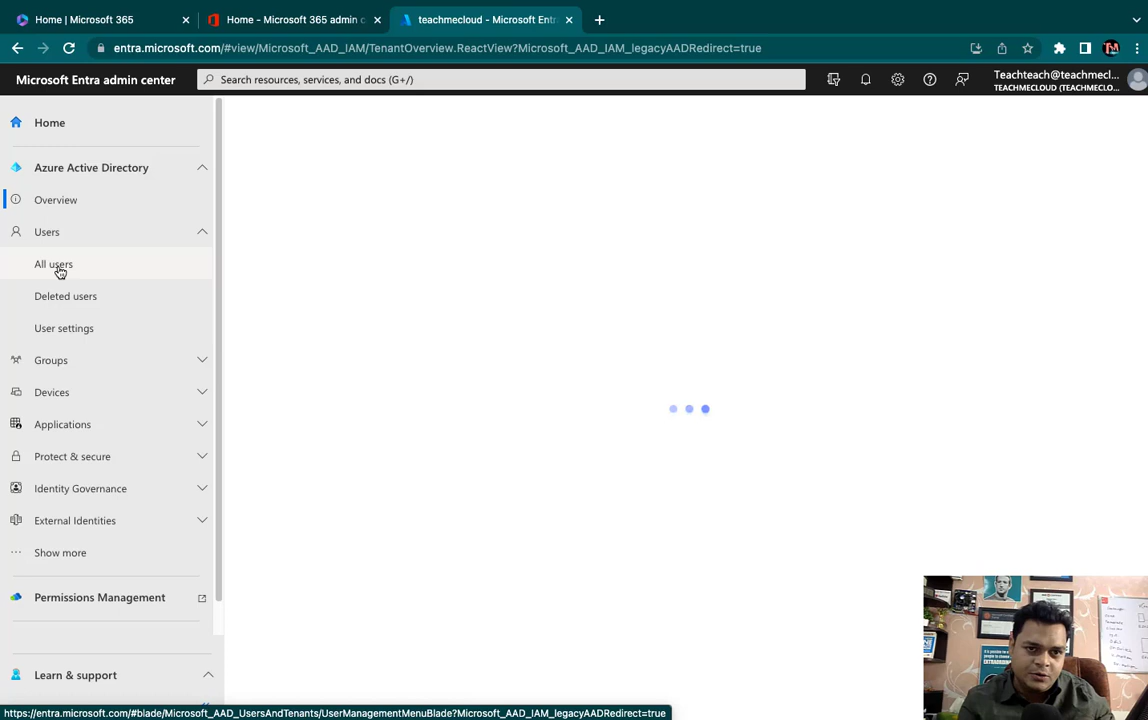 Home | Microsoft 365
Home - Microsoft 365 admin c
teachmecloud - Microsoft Entr
entra.microsoft.com/#view/Microsoft_AAD_IAM/TenantOverview.ReactView?Microsoft_AAD_IAM_legacyAADRedirect=true
Microsoft Entra admin center
Search resources, services, and docs (G+/)
Teachteach@teachmecl...
TEACHMECLOUD (TEACHMECLO...
Home
Azure Active Directory
Overview
Users
All users
Deleted users
User settings
Groups
Devices
Applications
Protect & secure
Identity Governance
External Identities
Show more
Permissions Management
Learn & support
https://entra.microsoft.com/#blade/Microsoft_AAD_UsersAndTenants/UserManagementMenuBlade?Microsoft_AAD_IAM_legacyAADRedirect=true